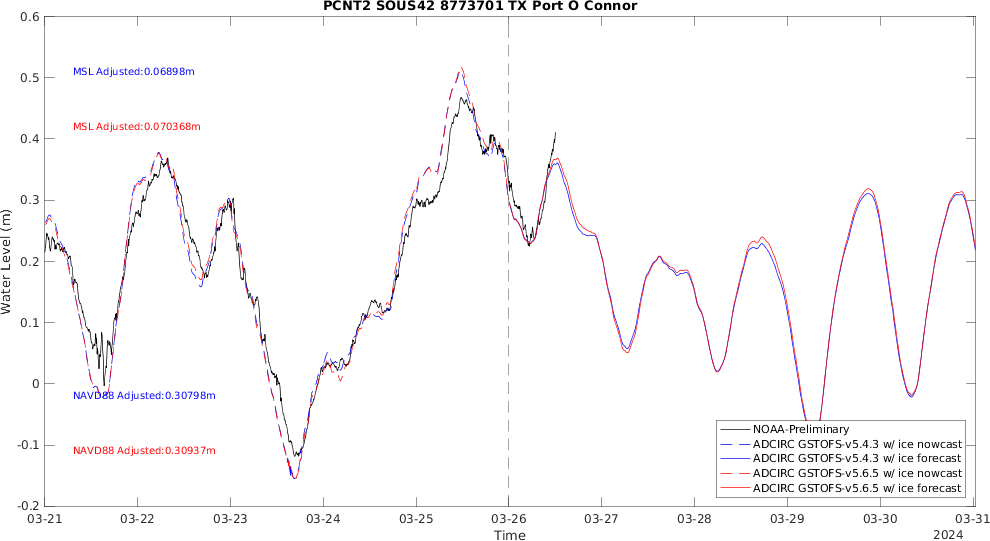 PCNT2 SOUS42 8773701 TX Port O Connor
0.6
0.5
0.4
0.3
0.2
0.1
0
-0.1
-0.2
Water Level (m)
MSL Adjusted:0.06898m
MSL Adjusted:0.070368m
NAVD88 Adjusted:0.30798m
NAVD88 Adjusted:0.30937m
NOAA-Preliminary
ADCIRC GSTOFS-v5.4.3 w/ ice nowcast
ADCIRC GSTOFS-v5.4.3 w/ ice forecast
ADCIRC GSTOFS-v5.6.5 w/ ice nowcast
ADCIRC GSTOFS-v5.6.5 w/ ice forecast
03-21 03-22 03-23 03-24 03-25 03-26 03-27 03-28 03-29 03-30 03-31
Time
2024